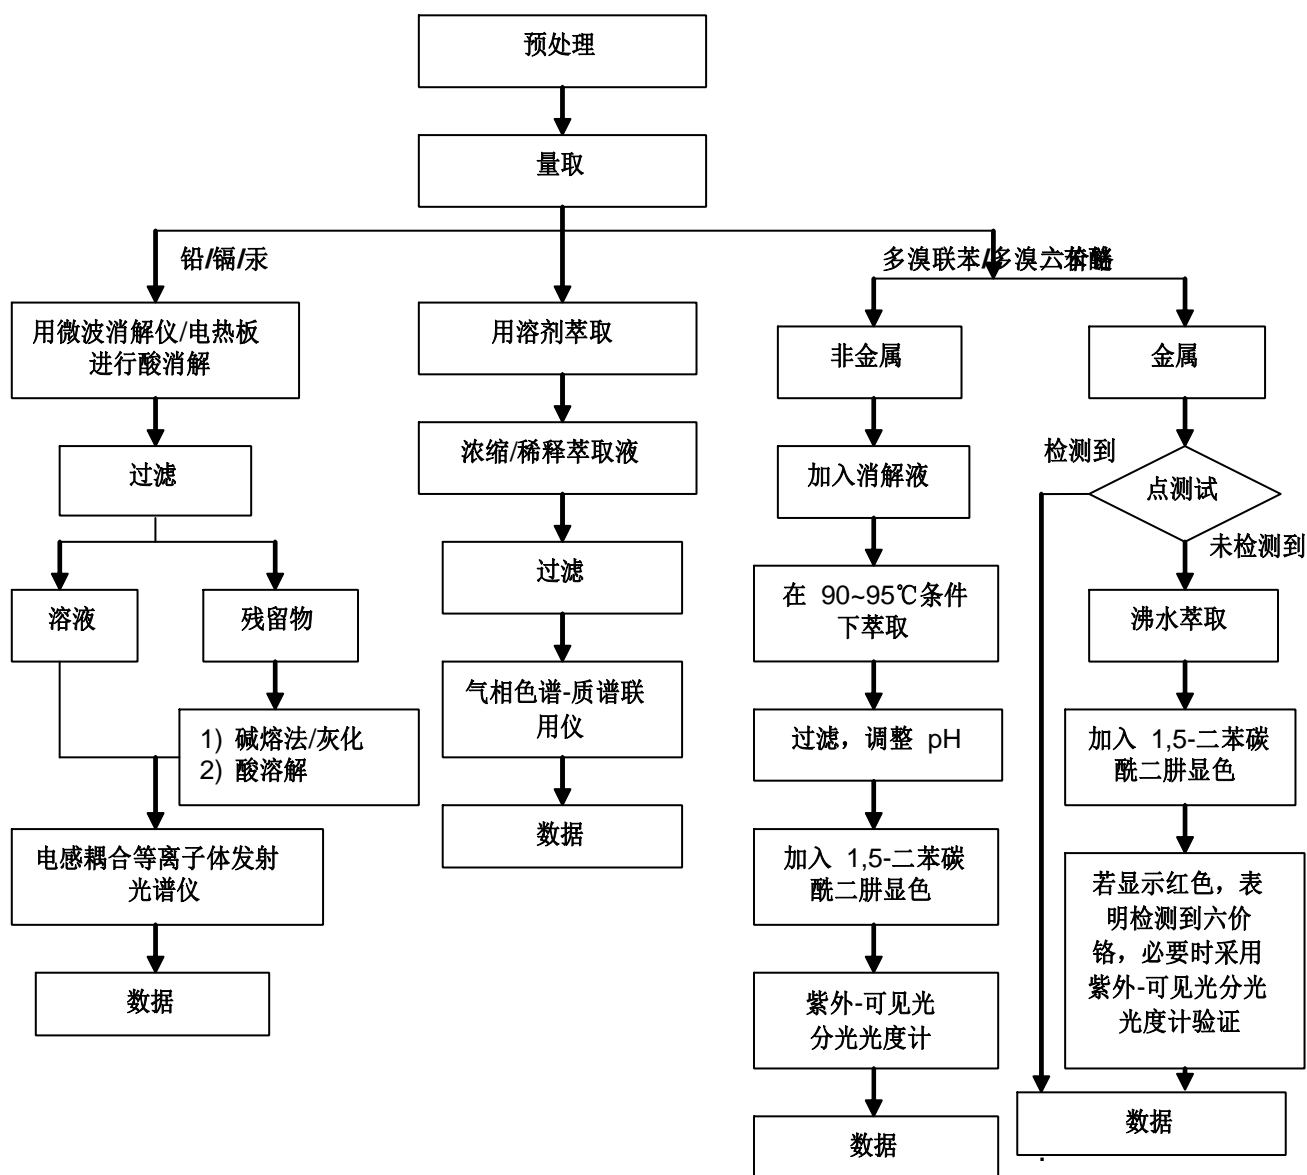 预处理
量取
铅/镉/汞
多溴联苯/多溴
用微波消解仪/电热板
进行酸消解
过滤
溶液
残留物
1) 碱熔法/灰化
2) 酸溶解
电感耦合等离子体发射
光谱仪
数据
用溶剂萃取
浓缩/稀释萃取液
过滤
气相色谱-质谱联
用仪
数据
非金属
加入消解液
在 90~95℃条件
下萃取
过滤，调整 pH
加入 1,5-二苯碳
酰二肼显色
紫外-可见光
分光光度计
数据
金属
检测到
点测试
未检测到
沸水萃取
加入 1,5-二苯碳
酰二肼显色
若显示红色，表
明检测到六价
铬，必要时采用
紫外-可见光分光
光度计验证
数据